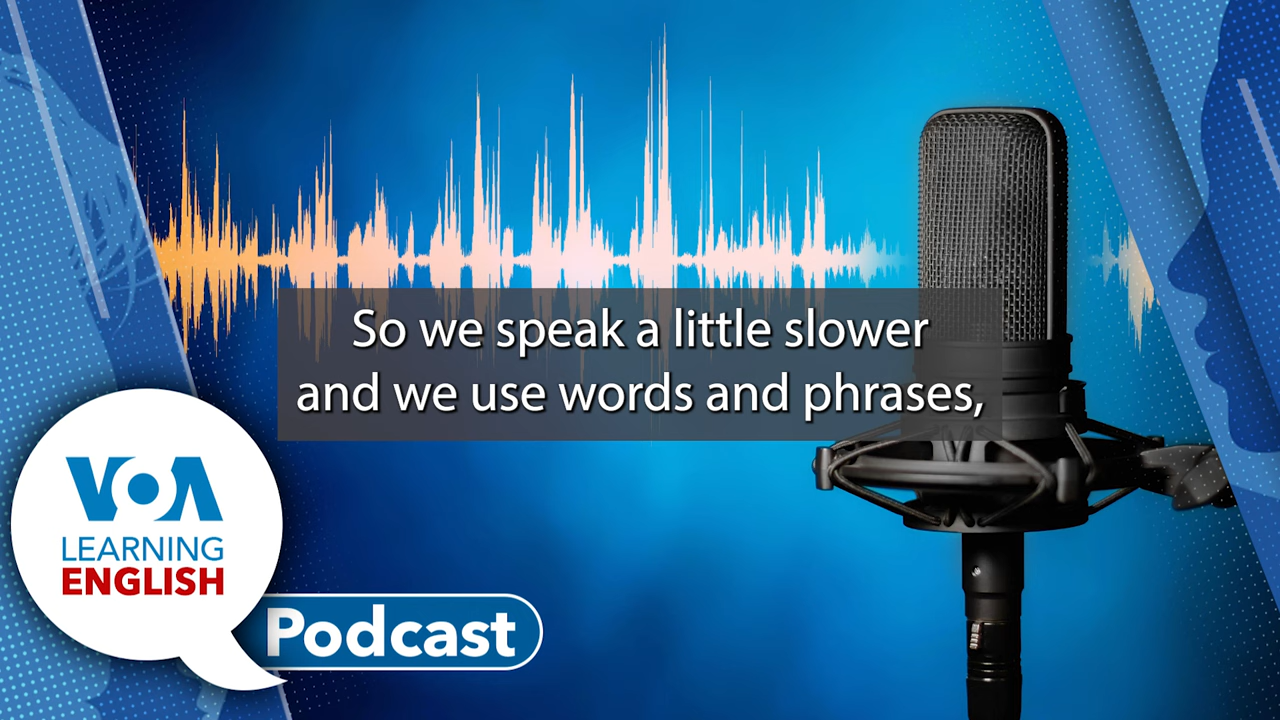 So we speak a little slower
and we use words and phrases,
VOA
LEARNING
ENGLISH
Podcast